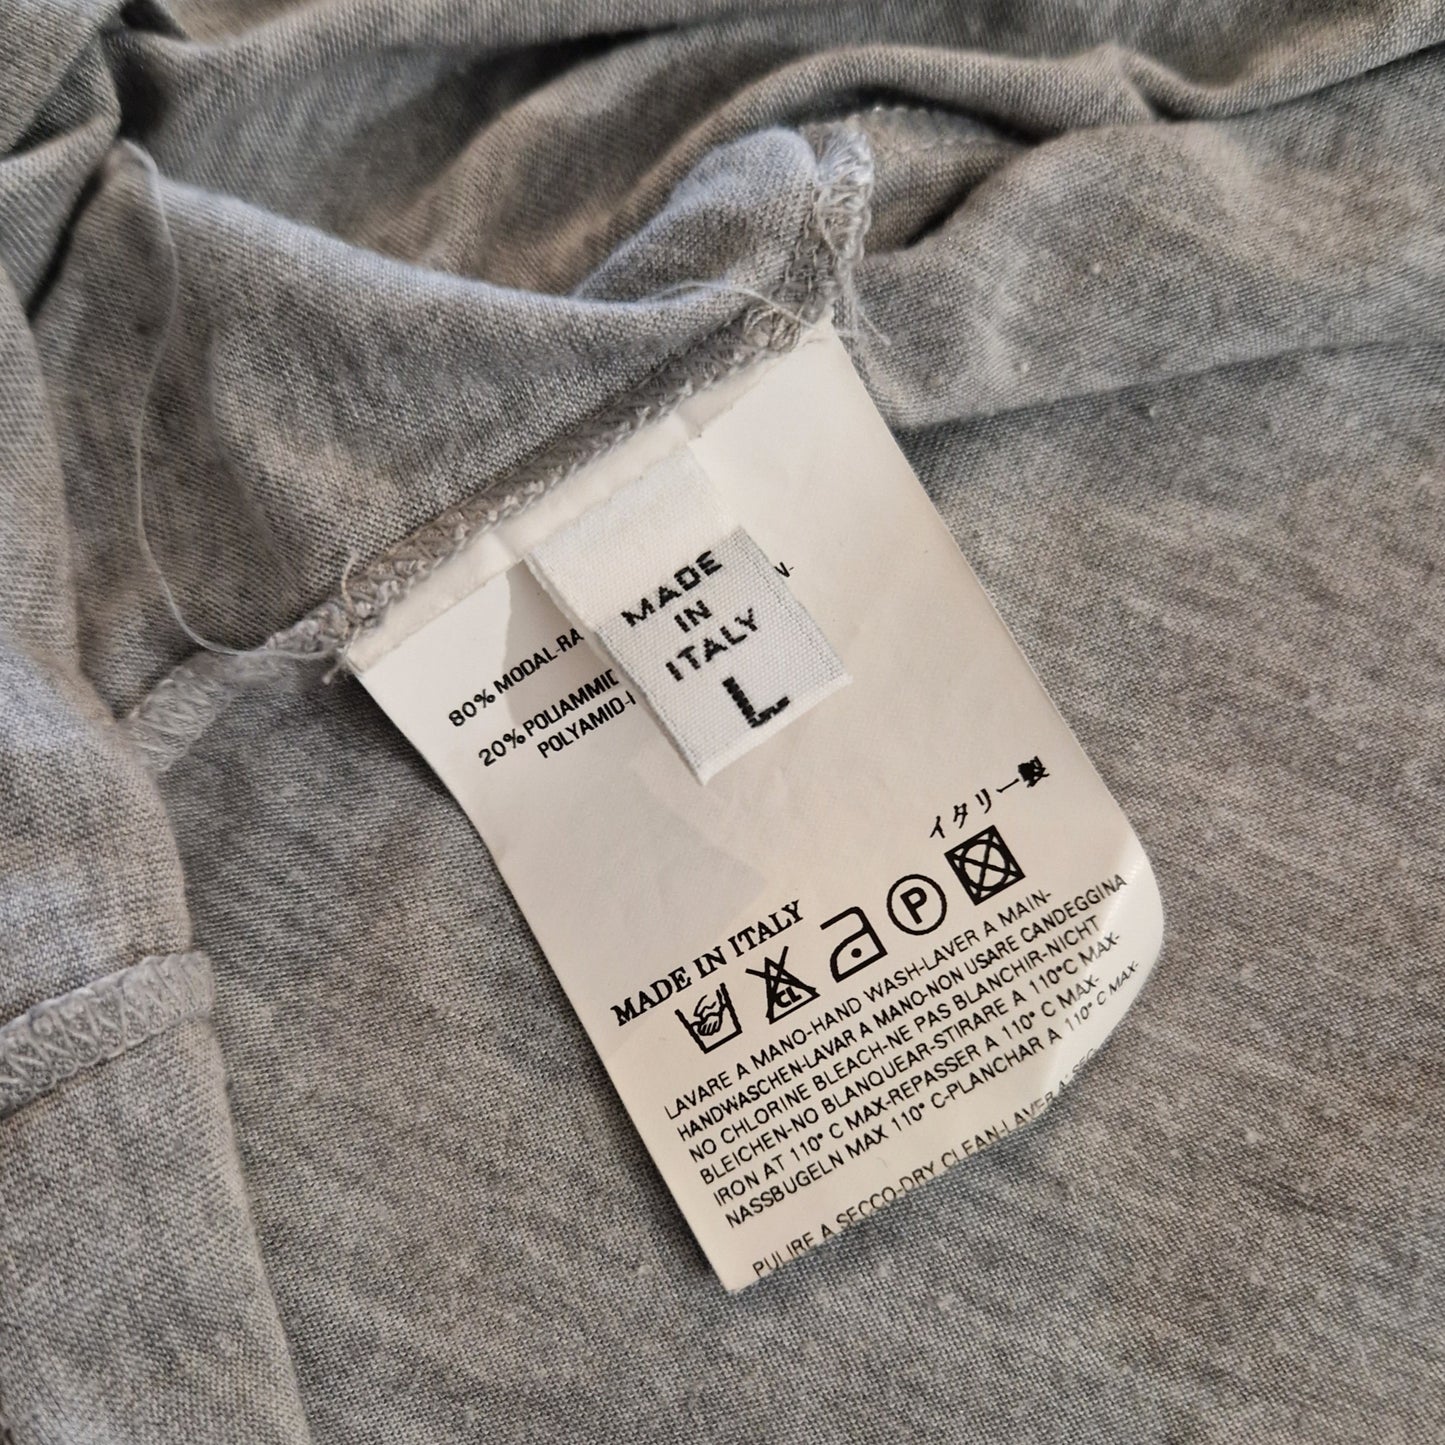 MADE
IN
ITALY
L
80% MODAL-RA
20% POLIAMMID
POLYAMID-
イタリー製
MADE IN ITALY
CL
P
LAVARE A MANO-HAND WASH-LAVER A MAIN-
HANDWASCHEN-LAVAR A MANO-NON USARE CANDEGGINA
NO CHLORINE BLEACH-NE PAS BLANCHIR-NICHT
BLEICHEN-NO BLANQUEAR-STIRARE A 110°C MAX-
IRON AT 110° C MAX-REPASSER A 110° C MAX-
NASSBUGELN MAX 110° C-PLANCHAR A 110° C MAX-
PULIRE A SECCO-DRY CLEAN-LAVER A SEC